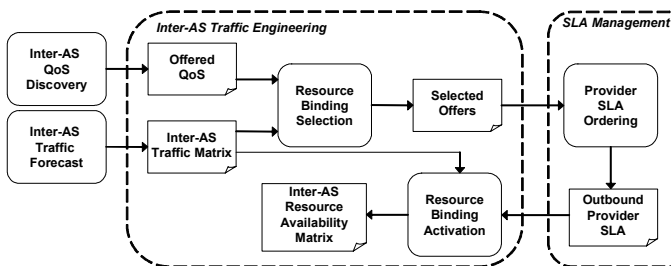 Inter-AS Traffic Engineering
SLA Management
Inter-AS
QoS
Discovery
Offered
QoS
Resource
Binding
Selection
Selected
Offers
Provider
SLA
Ordering
Inter-AS
Traffic
Forecast
Inter-AS
Traffic Matrix
Inter-AS
Resource
Availability
Matrix
Resource
Binding
Activation
Outbound
Provider
SLA